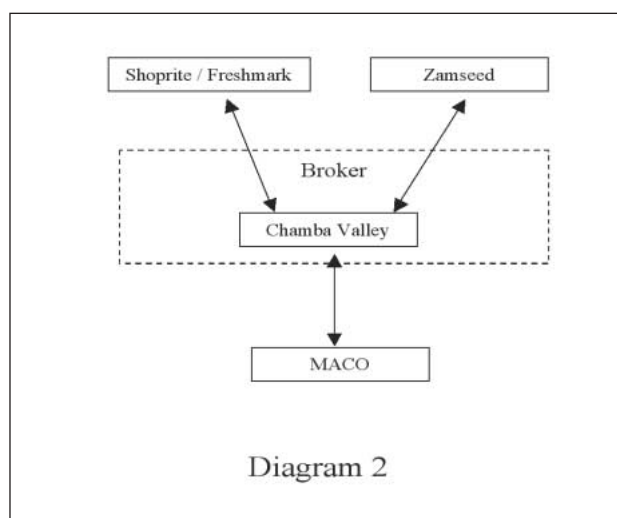 Shoprite / Freshmark
Zamseed
Broker
Chamba Valley
MACO
Diagram 2